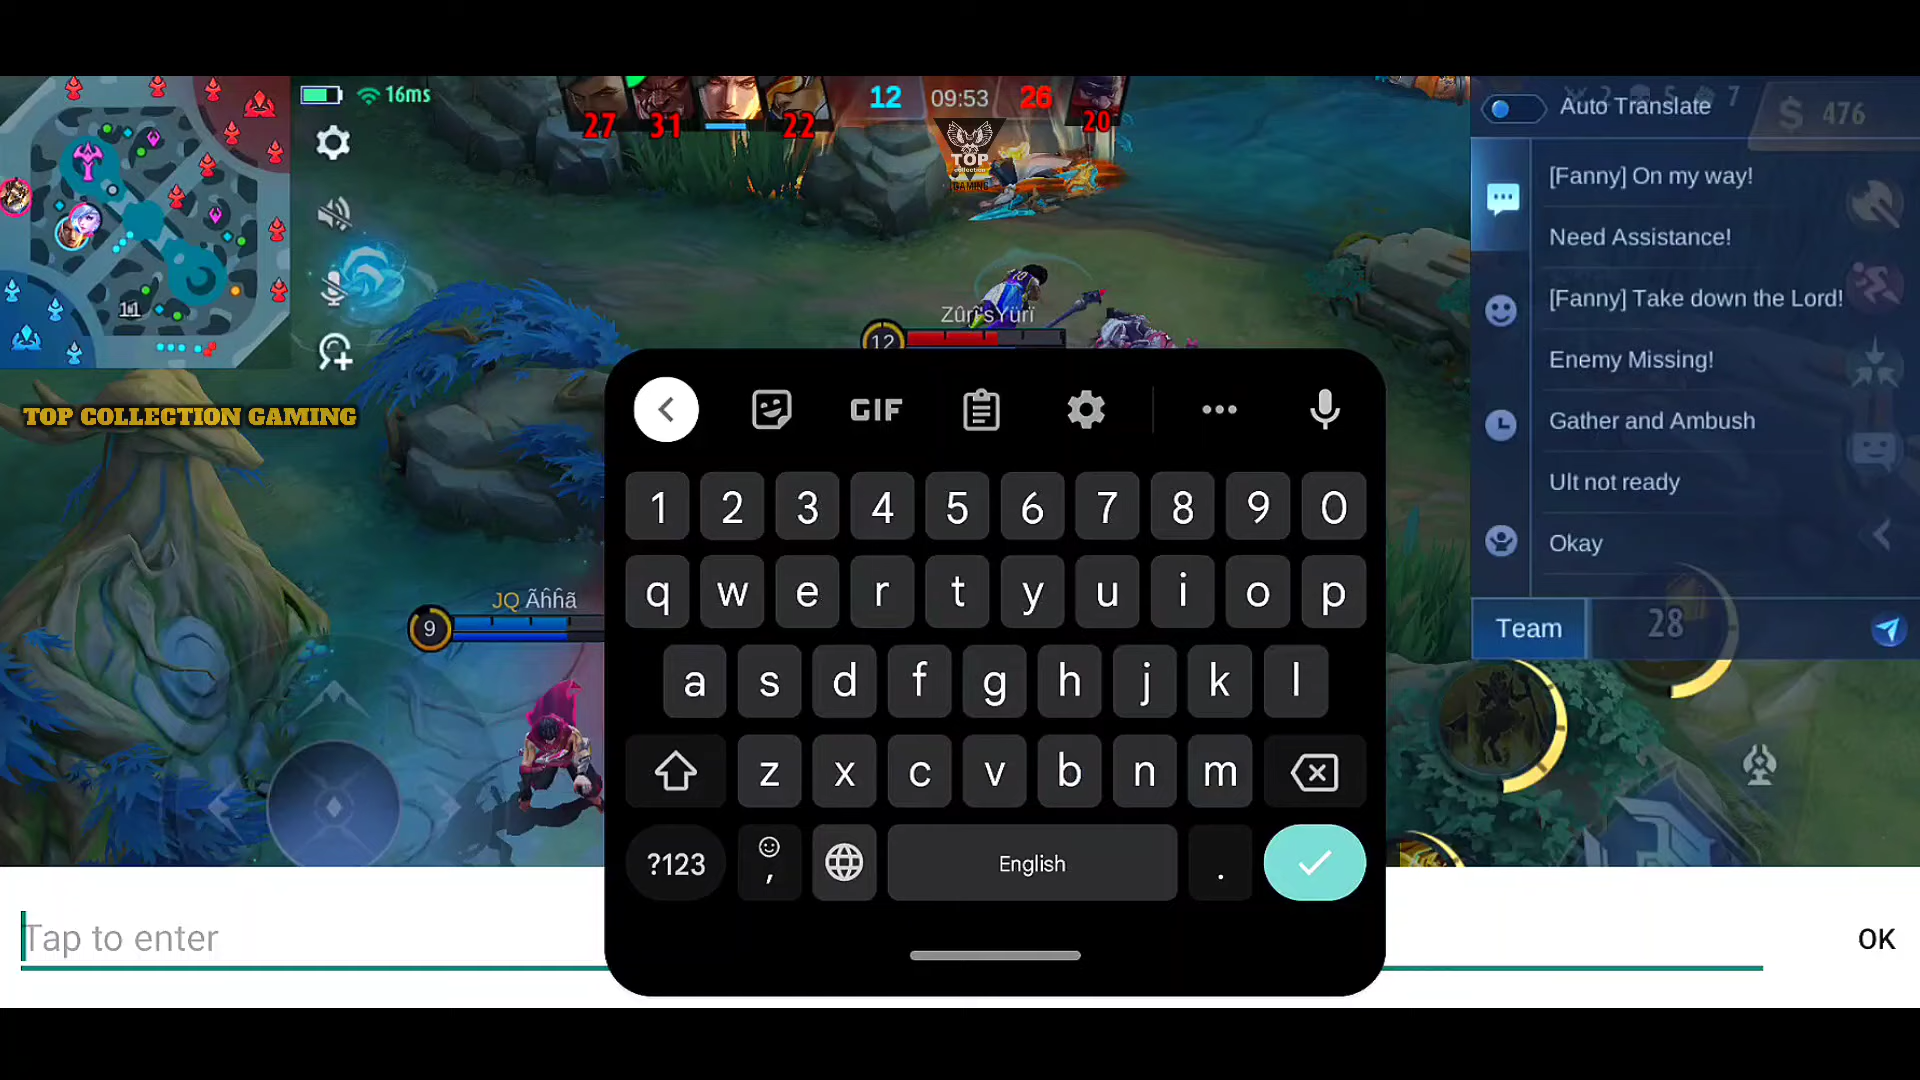 16ms
27
31
22
12
09:53
26
20
TOP
collection
GAMING
Auto Translate
$ 476
[Fanny] On my way!
Need Assistance!
[Fanny] Take down the Lord!
Enemy Missing!
Gather and Ambush
Ult not ready
Okay
Team
28
11
TOP COLLECTION GAMING
12
JQ Ãĥĥã
9
GIF
1 2 3 4 5 6 7 8 9 0
q w e r t y u i o p
a s d f g h j k l
z x c v b n m
?123 , English .
Tap to enter
OK